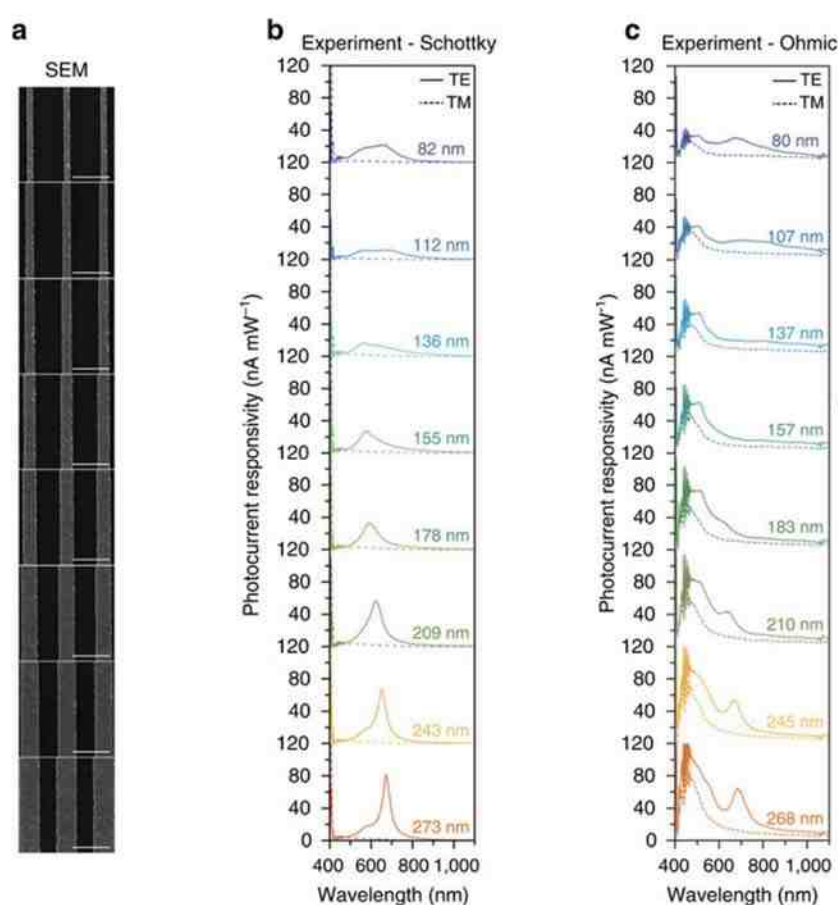 a
SEM
b
Experiment - Schottky
120
TE
TM
80
40
82 nm
120
80
40
112 nm
120
80
40
136 nm
120
80
40
155 nm
120
80
40
178 nm
120
80
40
209 nm
120
80
40
243 nm
120
80
40
273 nm
0
400 600 800 1,000
Wavelength (nm)
Photocurrent responsivity (nA mW⁻¹)
c
Experiment - Ohmic
120
TE
TM
80
40
80 nm
120
80
40
107 nm
120
80
40
137 nm
120
80
40
157 nm
120
80
40
183 nm
120
80
40
210 nm
120
80
40
245 nm
120
80
40
268 nm
0
400 600 800 1,000
Wavelength (nm)
Photocurrent responsivity (nA mW⁻¹)